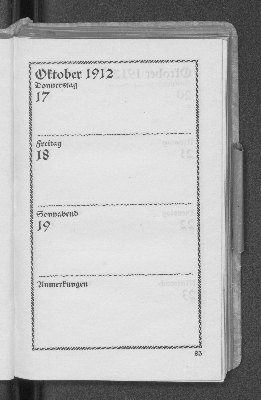 Oktober 1912
Donnerstag
17
Freitag
18
Sonnabend
19
Anmerkungen
83